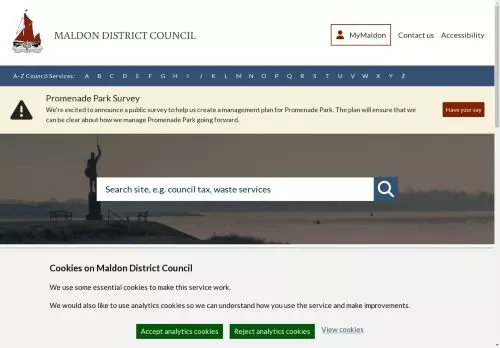 MALDON DISTRICT COUNCIL
MyMaldon
Contact us
Accessibility
A-Z Council Services: A B C D E F G H I J K L M N O P Q R S T U V W X Y Z
Promenade Park Survey
We're excited to announce a public survey to help us create a management plan for Promenade Park. The plan will ensure that we
can be clear about how we manage Promenade Park going forward.
Have your say
Search site, e.g. council tax, waste services
Cookies on Maldon District Council
We use some essential cookies to make this service work.
We would also like to use analytics cookies so we can understand how you use the service and make improvements.
Accept analytics cookies
Reject analytics cookies
View cookies